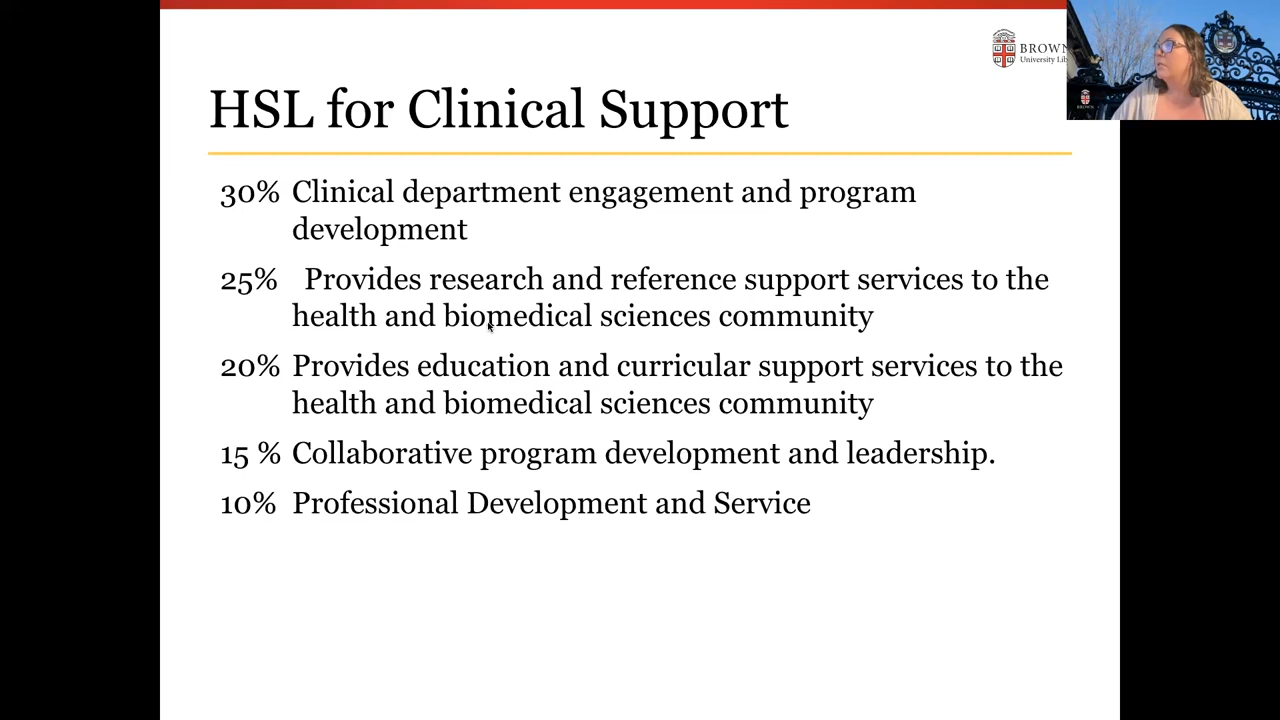 BROWN
University Lib
HSL for Clinical Support
30% Clinical department engagement and program
development
25% Provides research and reference support services to the
health and biomedical sciences community
20% Provides education and curricular support services to the
health and biomedical sciences community
15 % Collaborative program development and leadership.
10% Professional Development and Service
BROWN